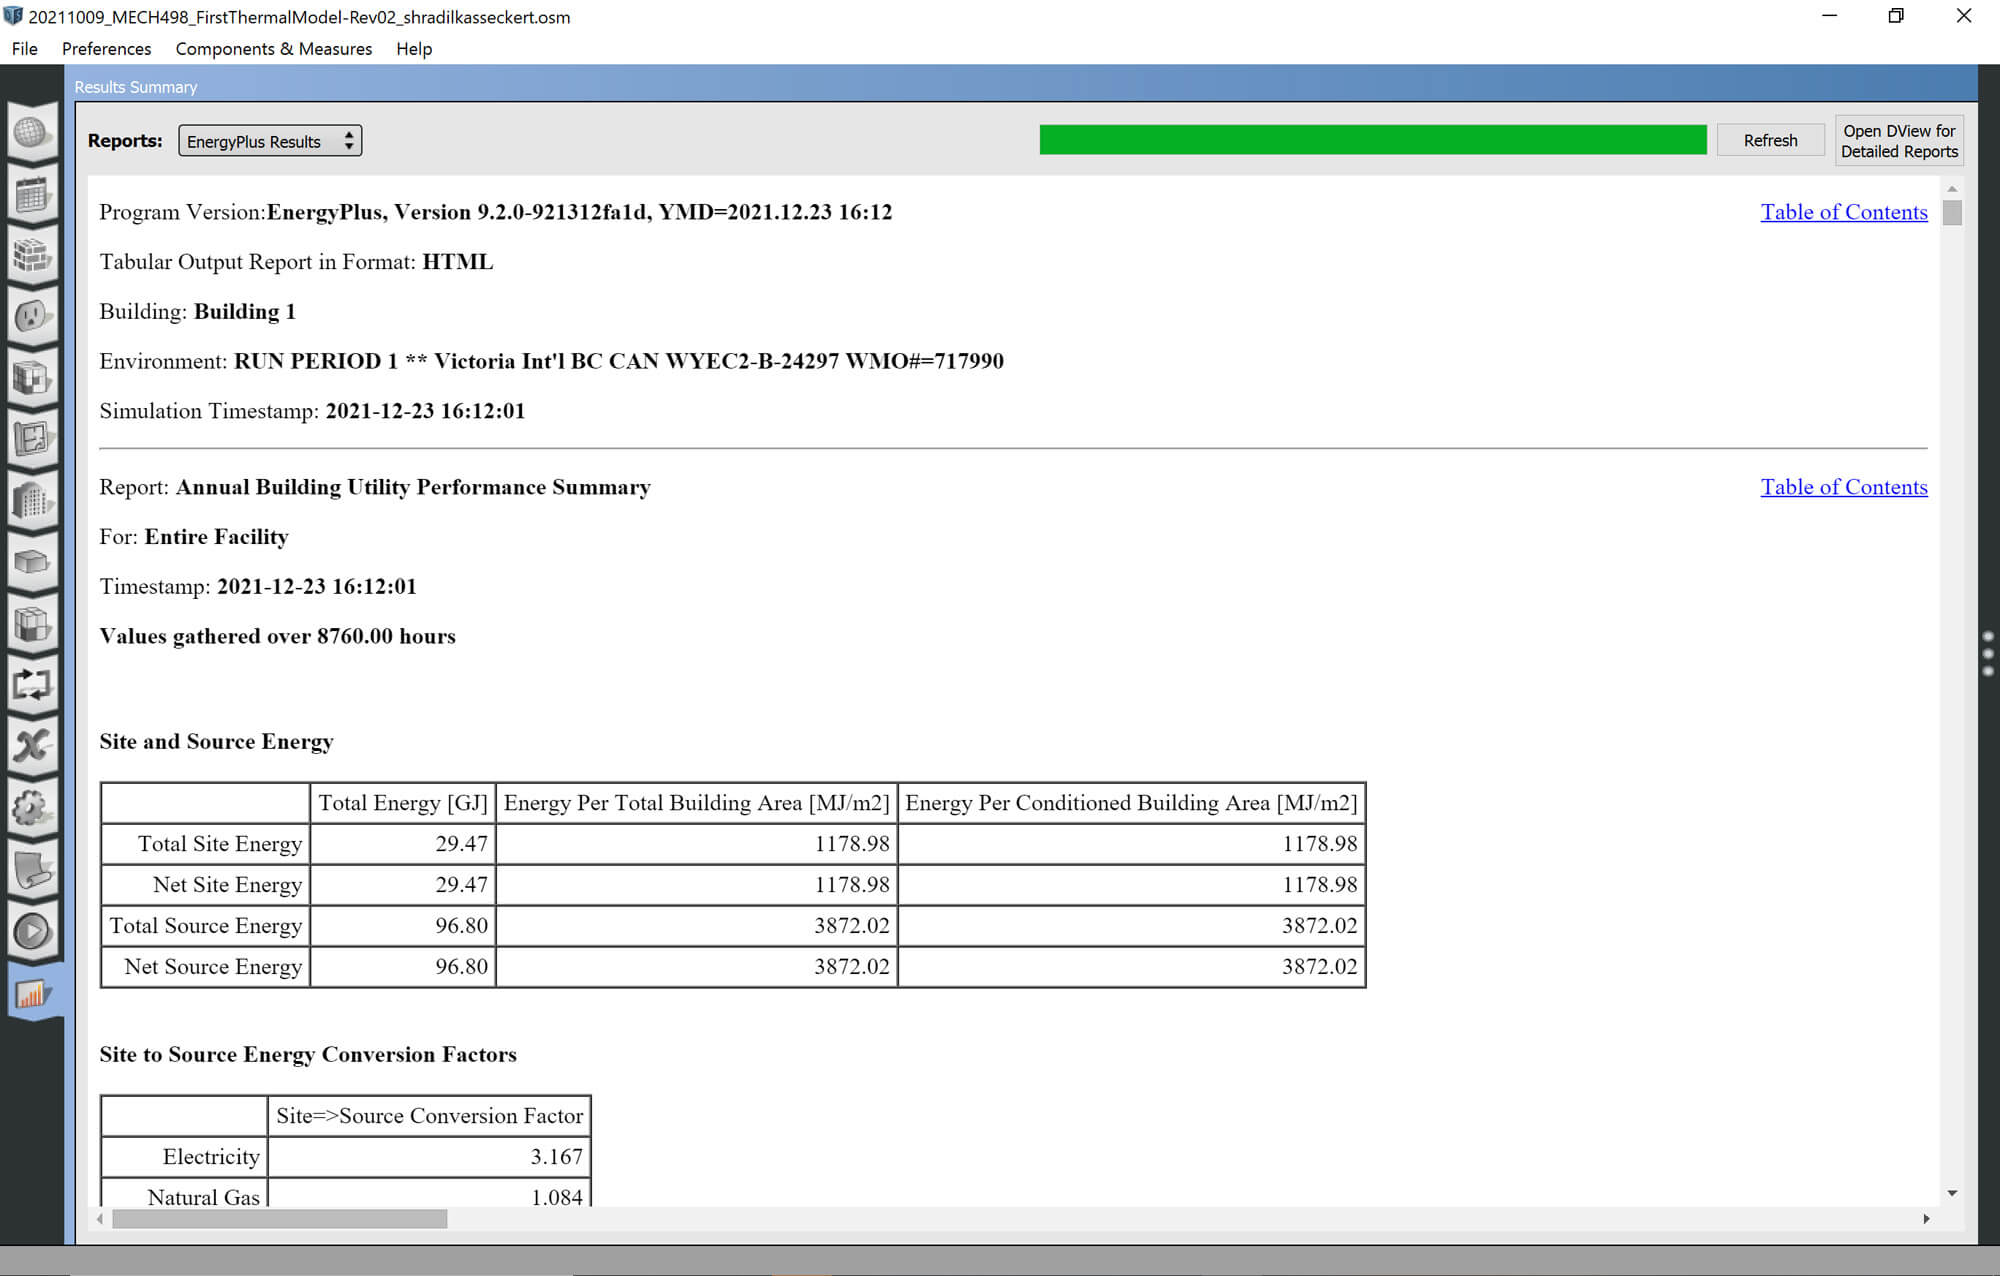 20211009_MECH498_FirstThermalModel-Rev02_shradilkasseckert.osm
File Preferences Components & Measures Help
Results Summary
Reports: EnergyPlus Results Refresh Open DView for Detailed Reports
Program Version:EnergyPlus, Version 9.2.0-921312fa1d, YMD=2021.12.23 16:12 Table of Contents
Tabular Output Report in Format: HTML
Building: Building 1
Environment: RUN PERIOD 1 ** Victoria Int'l BC CAN WYEC2-B-24297 WMO#=717990
Simulation Timestamp: 2021-12-23 16:12:01
Report: Annual Building Utility Performance Summary Table of Contents
For: Entire Facility
Timestamp: 2021-12-23 16:12:01
Values gathered over 8760.00 hours
Site and Source Energy
Total Energy [GJ] Energy Per Total Building Area [MJ/m2] Energy Per Conditioned Building Area [MJ/m2]
Total Site Energy 29.47 1178.98 1178.98
Net Site Energy 29.47 1178.98 1178.98
Total Source Energy 96.80 3872.02 3872.02
Net Source Energy 96.80 3872.02 3872.02
Site to Source Energy Conversion Factors
Site=>Source Conversion Factor
Electricity 3.167
Natural Gas 1.084